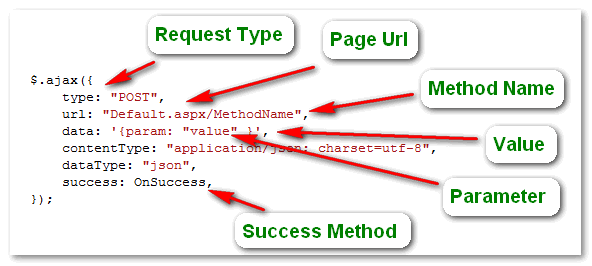 Request Type
Page Url
$.ajax({
type: "POST",
Method Name
url: "Default.aspx/MethodName",
data: '{param: "value" }',
Value
contentType: "application/json; charset=utf-8",
dataType: "json",
success: OnSuccess,
Parameter
});
Success Method